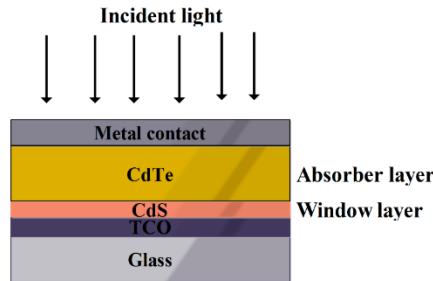 Incident light
Metal contact
CdTe
Absorber layer
CdS
Window layer
TCO
Glass